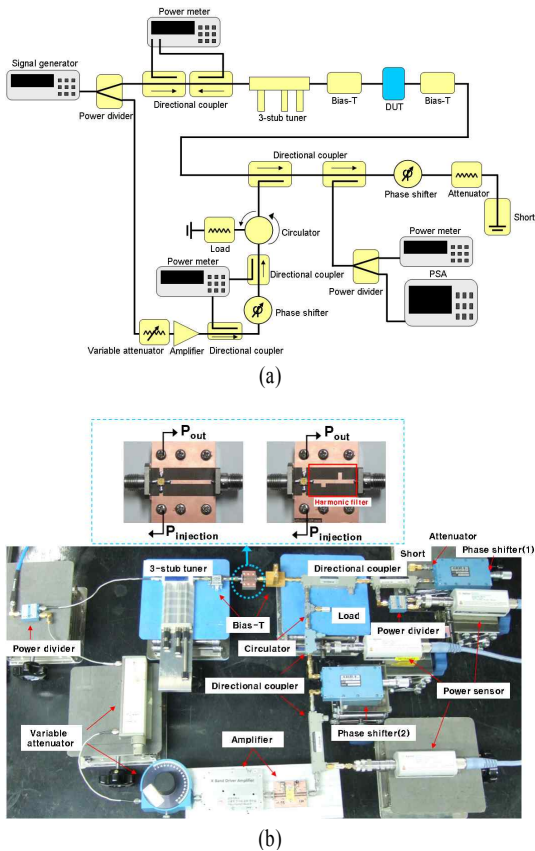 Power meter
Signal generator
Power divider
Directional coupler
3-stub tuner
Bias-T
DUT
Bias-T
Directional coupler
Phase shifter
Attenuator
Short
Load
Circulator
Power meter
Directional coupler
Power meter
Power divider
PSA
Phase shifter
Variable attenuator
Amplifier
Directional coupler
(a)
Pout
Pout
Harmonic filter
Pinjection
Pinjection
3-stub tuner
Directional coupler
Short
Attenuator
Phase shifter(1)
Bias-T
Load
Power divider
Circulator
Power divider
Directional coupler
Power sensor
Variable
attenuator
Amplifier
Phase shifter(2)
(b)